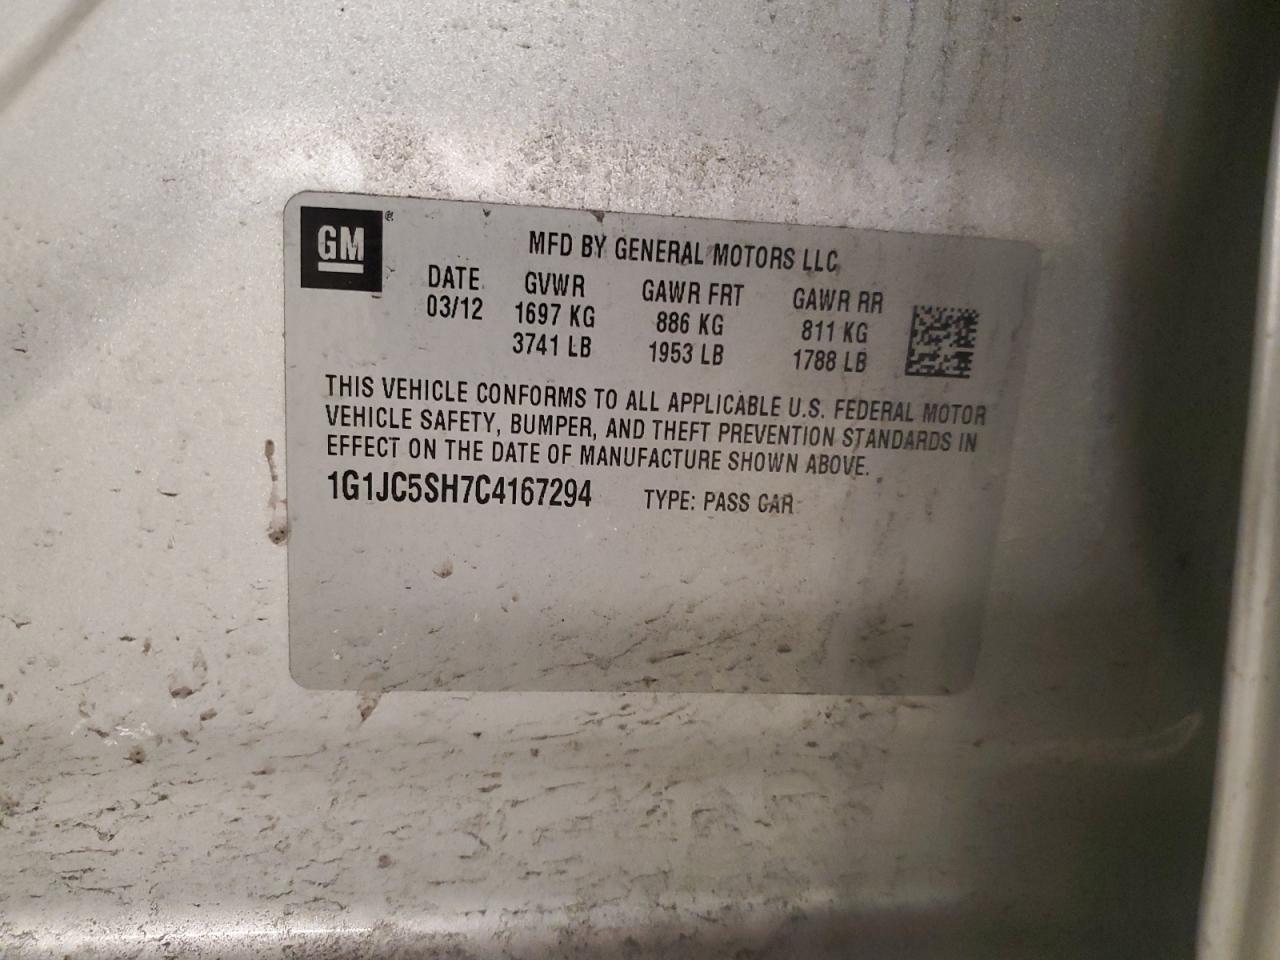 GM®
MFD BY GENERAL MOTORS LLC
DATE GVWR GAWR FRT GAWR RR
03/12 1697 KG 886 KG 811 KG
3741 LB 1953 LB 1788 LB
THIS VEHICLE CONFORMS TO ALL APPLICABLE U.S. FEDERAL MOTOR
VEHICLE SAFETY, BUMPER, AND THEFT PREVENTION STANDARDS IN
EFFECT ON THE DATE OF MANUFACTURE SHOWN ABOVE.
1G1JC5SH7C4167294 TYPE: PASS CAR